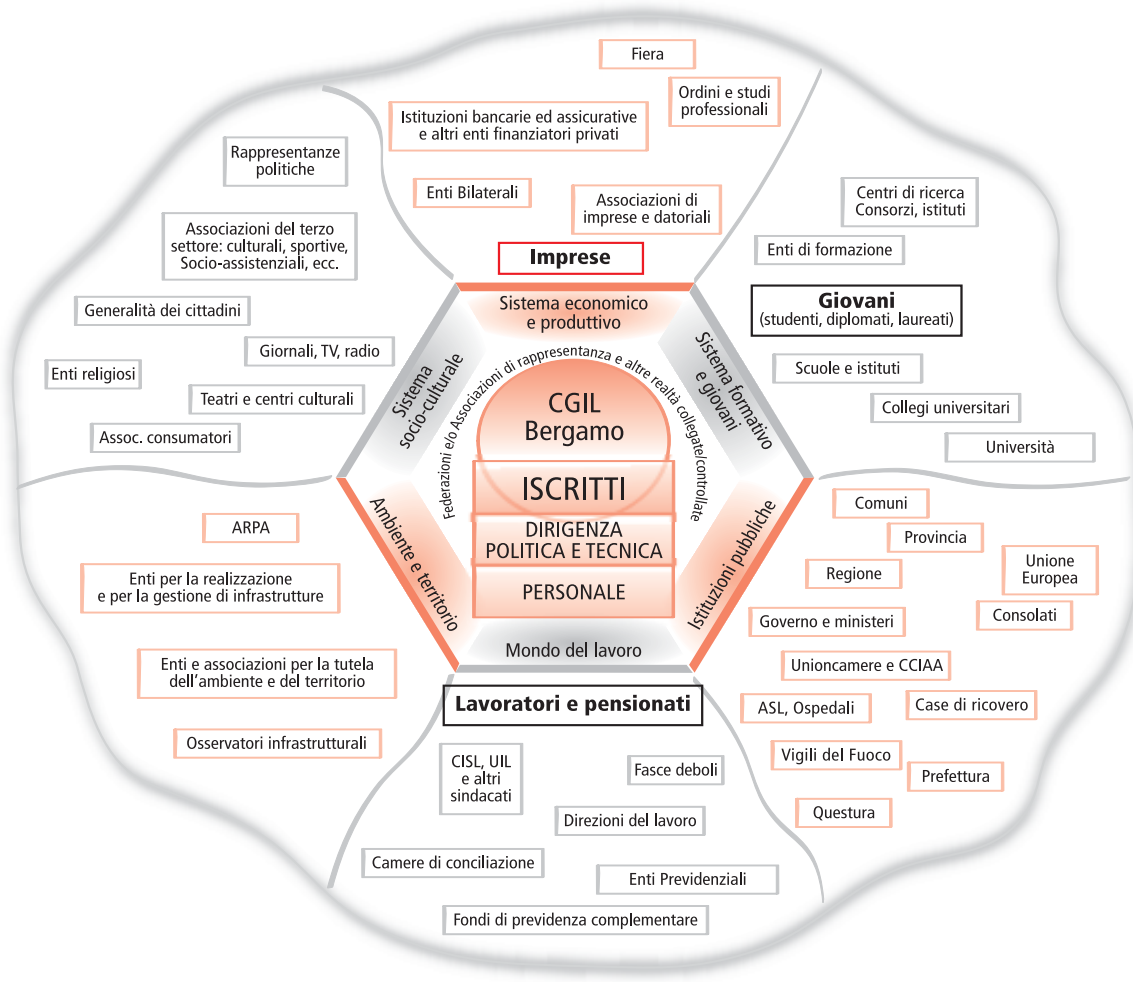 Fiera
Ordini e studi
professionali
Istituzioni bancarie ed assicurative
e altri enti finanziatori privati
Enti Bilaterali
Associazioni di
imprese e datoriali
Imprese
Sistema economico
e produttivo
Rappresentanze
politiche
Associazioni del terzo
settore: culturali, sportive,
Socio-assistenziali, ecc.
Generalità dei cittadini
Giornali, TV, radio
Enti religiosi
Teatri e centri culturali
Assoc. consumatori
Sistema
socio-culturale
Centri di ricerca
Consorzi, istituti
Enti di formazione
Giovani
(studenti, diplomati, laureati)
Scuole e istituti
Collegi universitari
Università
Sistema formativo
e giovani
Federazioni e/o Associazioni di rappresentanza e altre realtà collegate/controllate
CGIL
Bergamo
ISCRITTI
DIRIGENZA
POLITICA E TECNICA
PERSONALE
Ambiente e territorio
ARPA
Enti per la realizzazione
e per la gestione di infrastrutture
Enti e associazioni per la tutela
dell'ambiente e del territorio
Osservatori infrastrutturali
Istituzioni pubbliche
Comuni
Provincia
Unione
Europea
Regione
Consolati
Governo e ministeri
Unioncamere e CCIAA
ASL, Ospedali
Case di ricovero
Vigili del Fuoco
Prefettura
Questura
Mondo del lavoro
Lavoratori e pensionati
CISL, UIL
e altri
sindacati
Fasce deboli
Direzioni del lavoro
Camere di conciliazione
Enti Previdenziali
Fondi di previdenza complementare